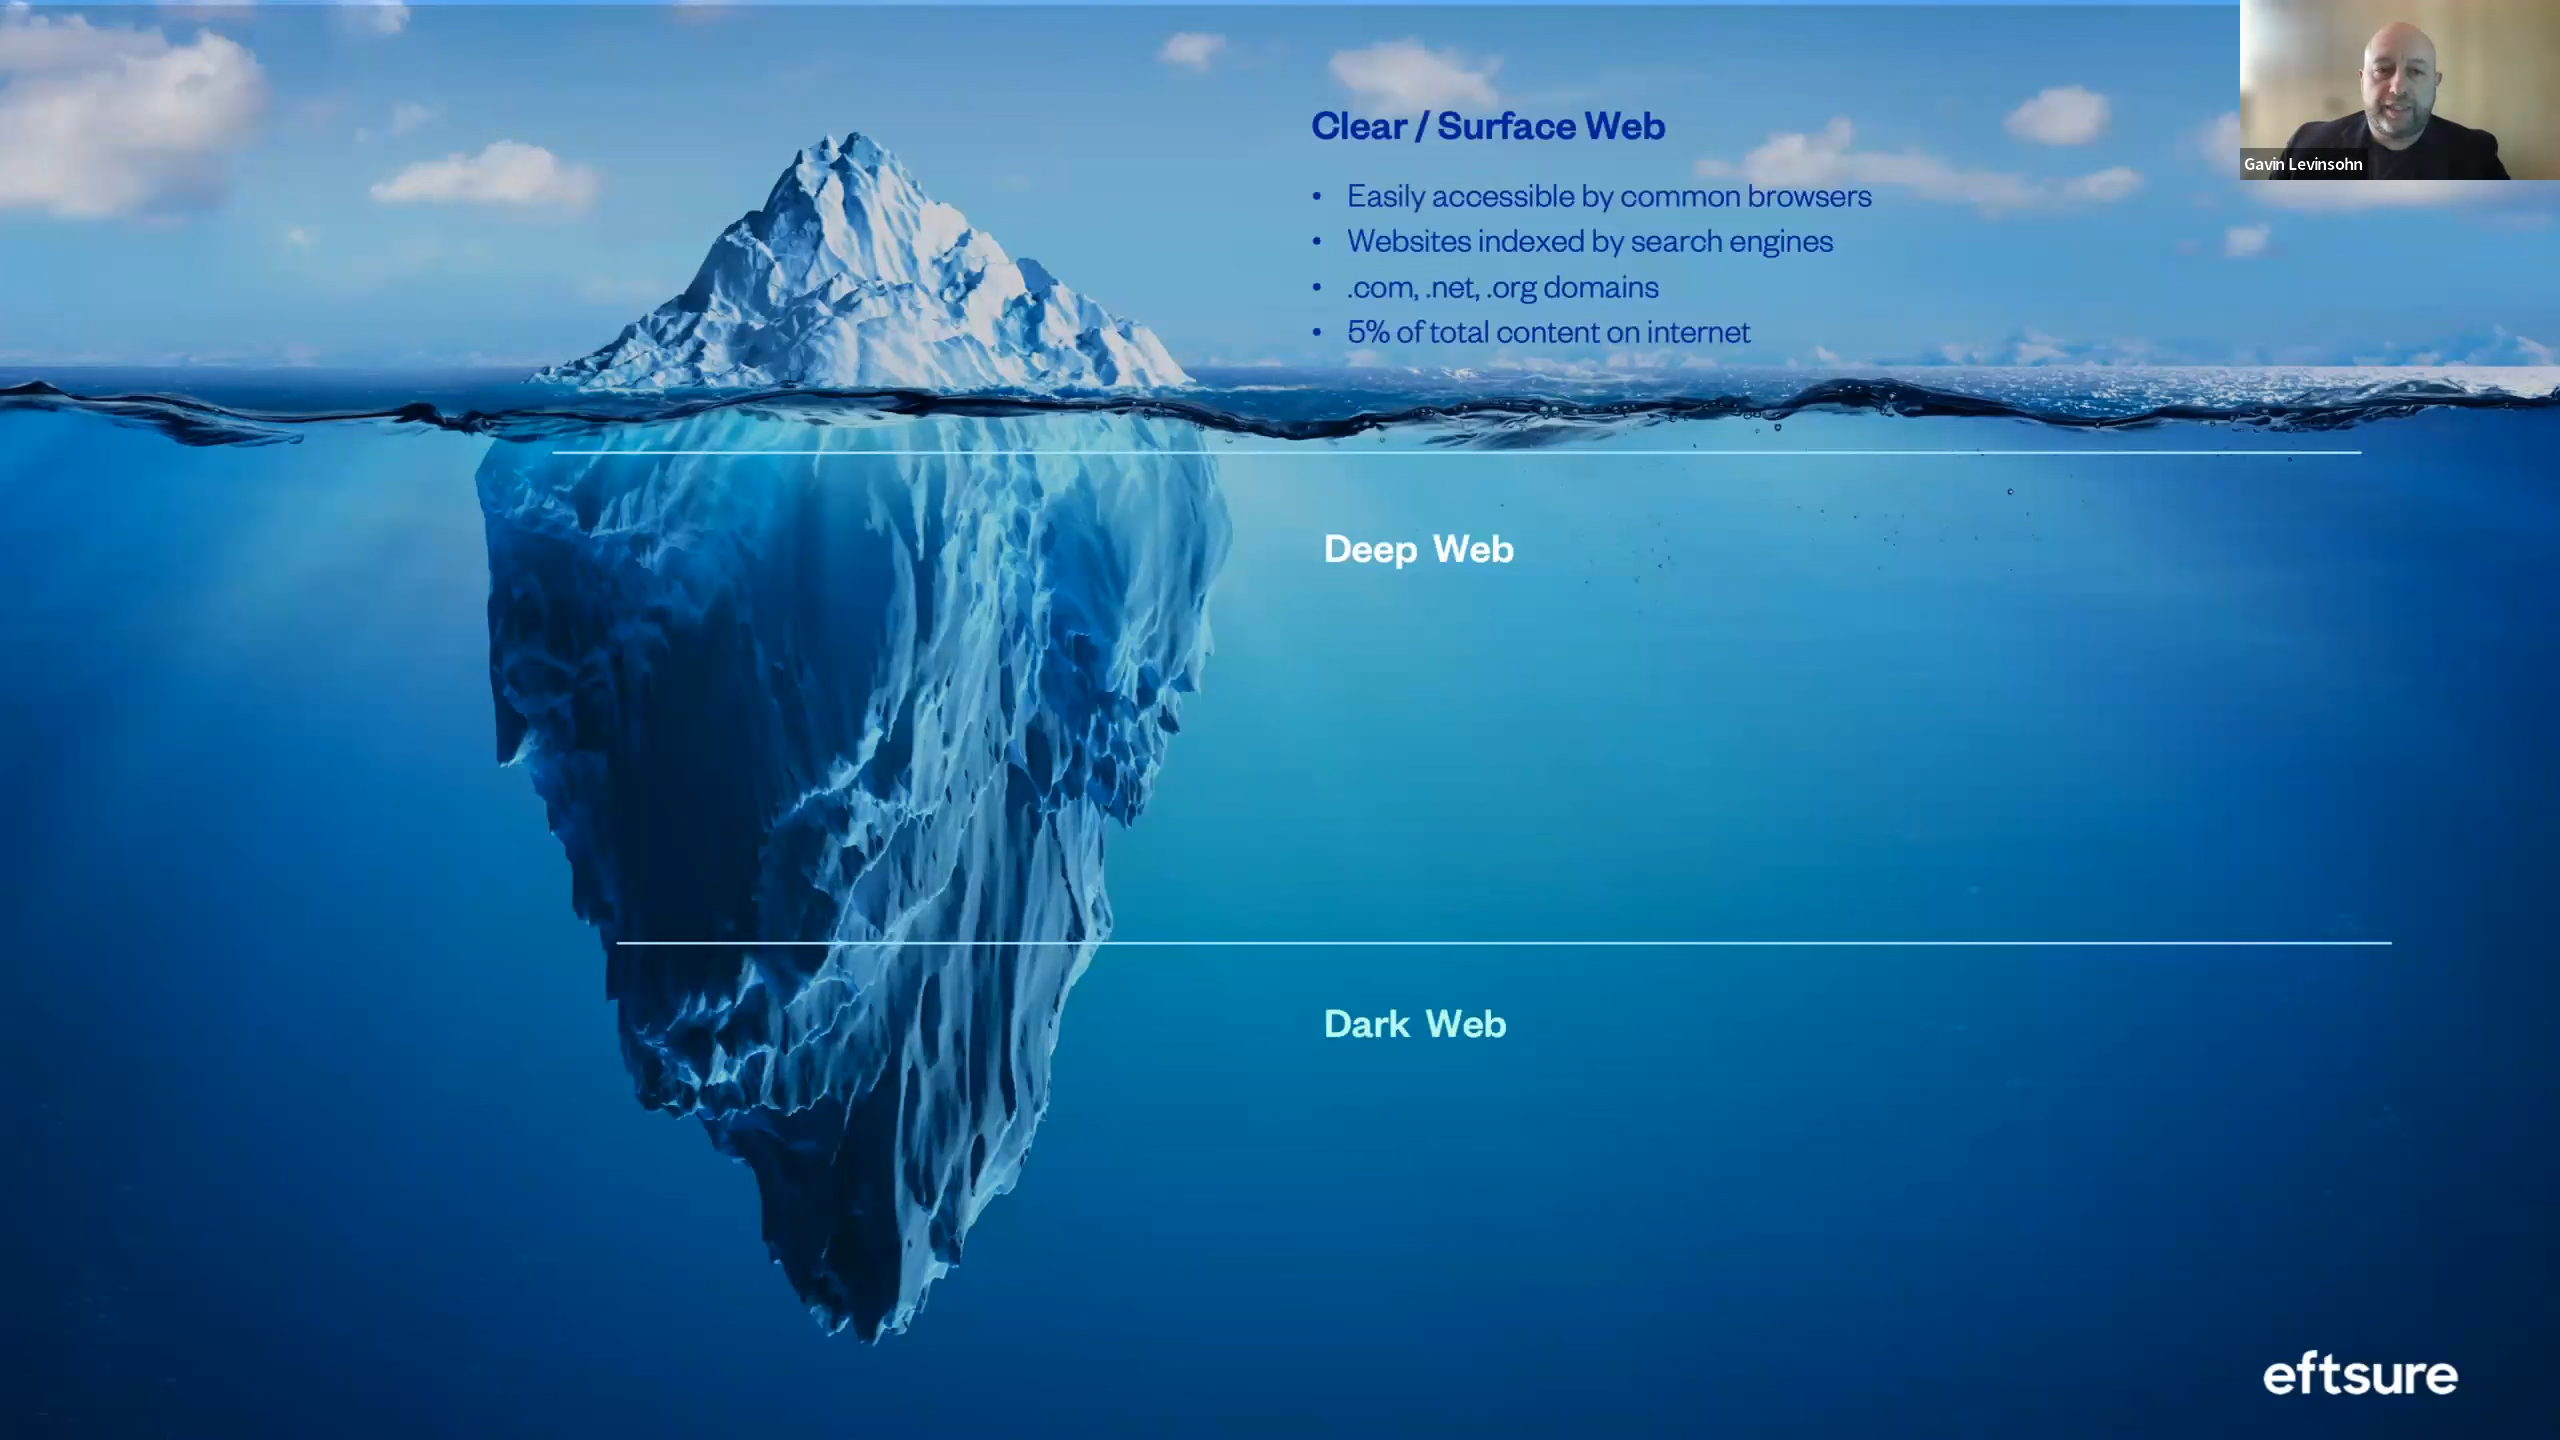 Clear / Surface Web
• Easily accessible by common browsers
• Websites indexed by search engines
• .com, .net, .org domains
• 5% of total content on internet
Gavin Levinsohn
Deep Web
Dark Web
eftsure